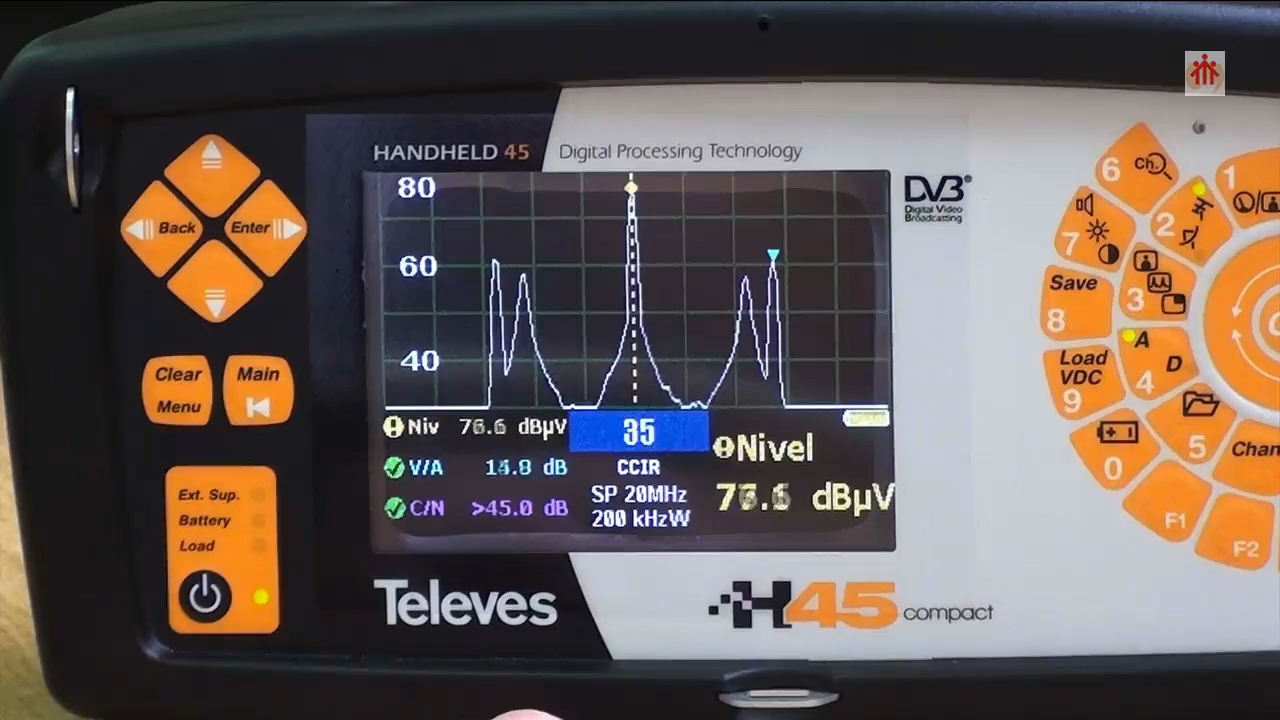 HANDHELD 45
Digital Processing Technology
80
60
40
Niv 76.6 dBµV
V/A 14.8 dB
C/N >45.0 dB
35
CCIR
SP 20MHz
200 kHzW
Nivel
dBµV
Televes
H45 compact
DVB
Digital Video
Broadcasting
Back
Enter
Clear
Menu
Main
Ext. Sup.
Battery
Load
6 Ch.
1
2
7
3
Save
8
A
D
4
Load
VDC
9
5
0
Chan
F1
F2